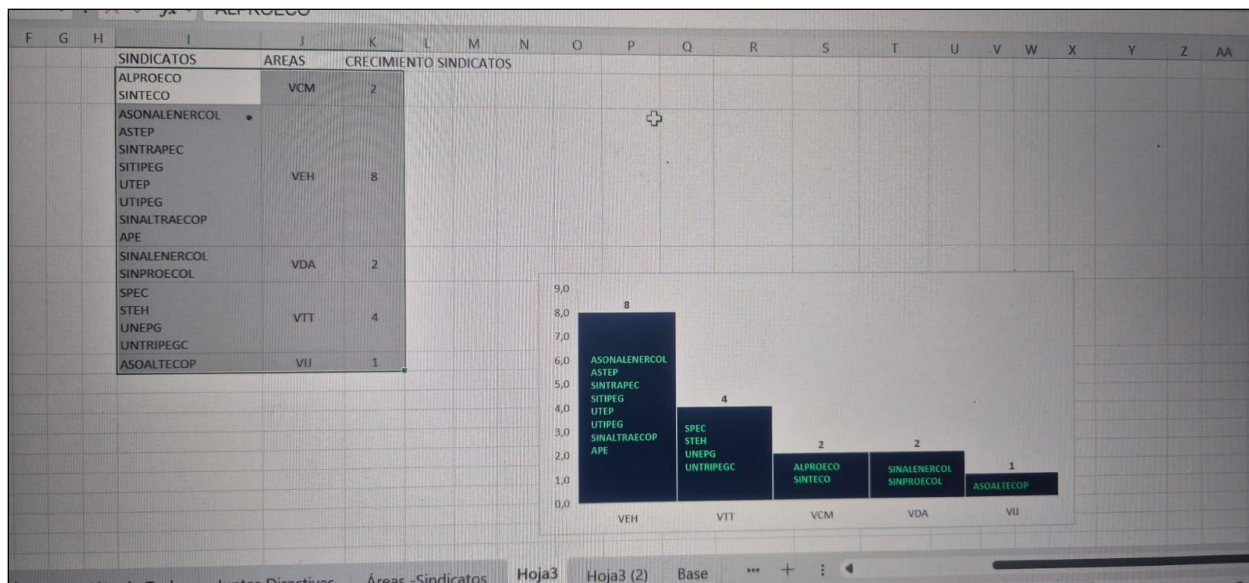 ALPROECO
F G H I J K L M N O P Q R S T U V W X Y Z AA
SINDICATOS AREAS CRECIMIENTO SINDICATOS
ALPROECO
SINTECO
VCM 2
ASONALENERCOL
ASTEP
SINTRAPEC
SITIPEG
UTEP
UTIPEG
SINALTRAECOP
APE
VEH 8
SINALENERCOL
SINPROECOL
VDA 2
SPEC
STEH
UNEPG
UNTRIPEGC
VTT 4
ASOALTECOP VIJ 1
9,0
8,0
7,0
6,0
5,0
4,0
3,0
2,0
1,0
0,0
8
ASONALENERCOL
ASTEP
SINTRAPEC
SITIPEG
UTEP
UTIPEG
SINALTRAECOP
APE
4
SPEC
STEH
UNEPG
UNTRIPEGC
2
ALPROECO
SINTECO
2
SINALENERCOL
SINPROECOL
1
ASOALTECOP
VEH VTT VCM VDA VIJ
Directivas Áreas -Sindicatos Hoja3 Hoja3 (2) Base